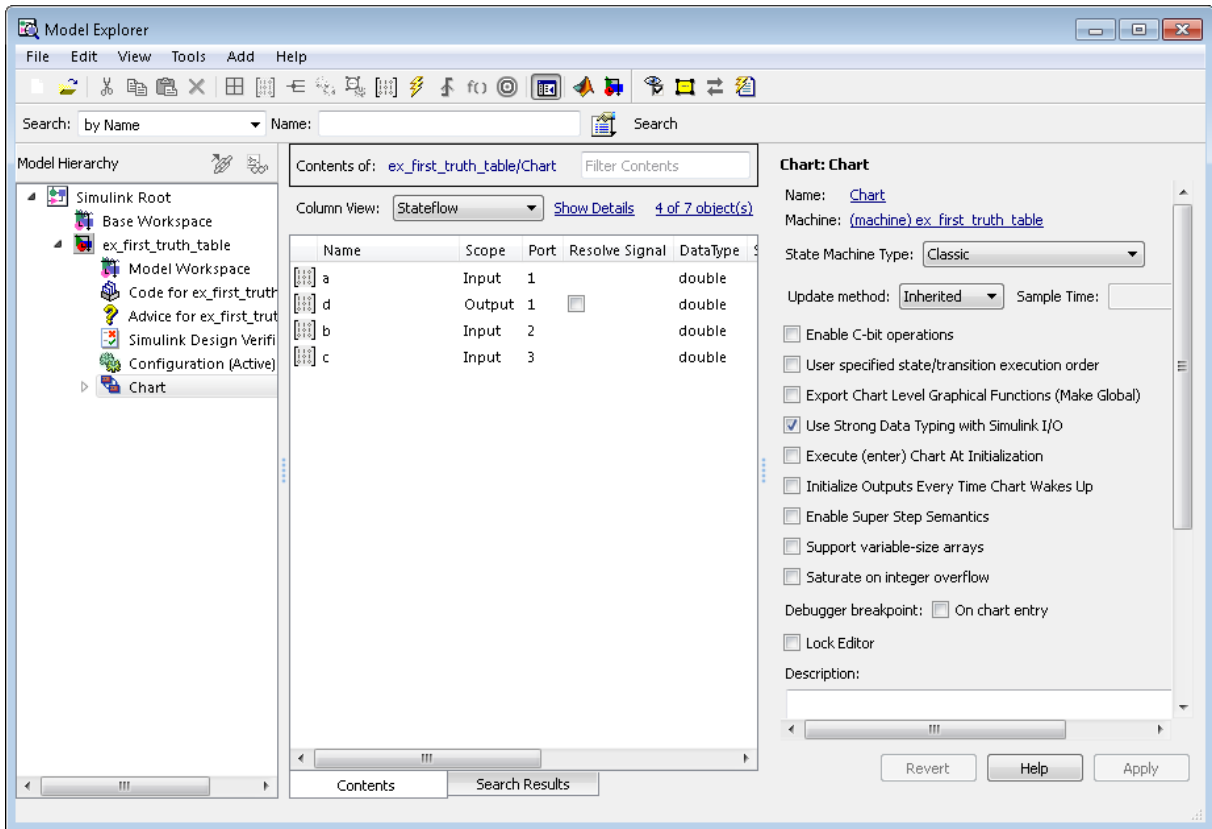 Model Explorer
File Edit View Tools Add Help
Search: by Name Name: Search
Model Hierarchy
Simulink Root
Base Workspace
ex_first_truth_table
Model Workspace
Code for ex_first_truth
Advice for ex_first_trut
Simulink Design Verifi
Configuration (Active)
Chart
Contents of: ex_first_truth_table/Chart Filter Contents
Column View: Stateflow Show Details 4 of 7 object(s)
Name Scope Port Resolve Signal DataType
a Input 1 double
d Output 1 double
b Input 2 double
c Input 3 double
Contents Search Results
Chart: Chart
Name: Chart
Machine: (machine) ex_first_truth_table
State Machine Type: Classic
Update method: Inherited Sample Time:
Enable C-bit operations
User specified state/transition execution order
Export Chart Level Graphical Functions (Make Global)
Use Strong Data Typing with Simulink I/O
Execute (enter) Chart At Initialization
Initialize Outputs Every Time Chart Wakes Up
Enable Super Step Semantics
Support variable-size arrays
Saturate on integer overflow
Debugger breakpoint: On chart entry
Lock Editor
Description:
Revert Help Apply